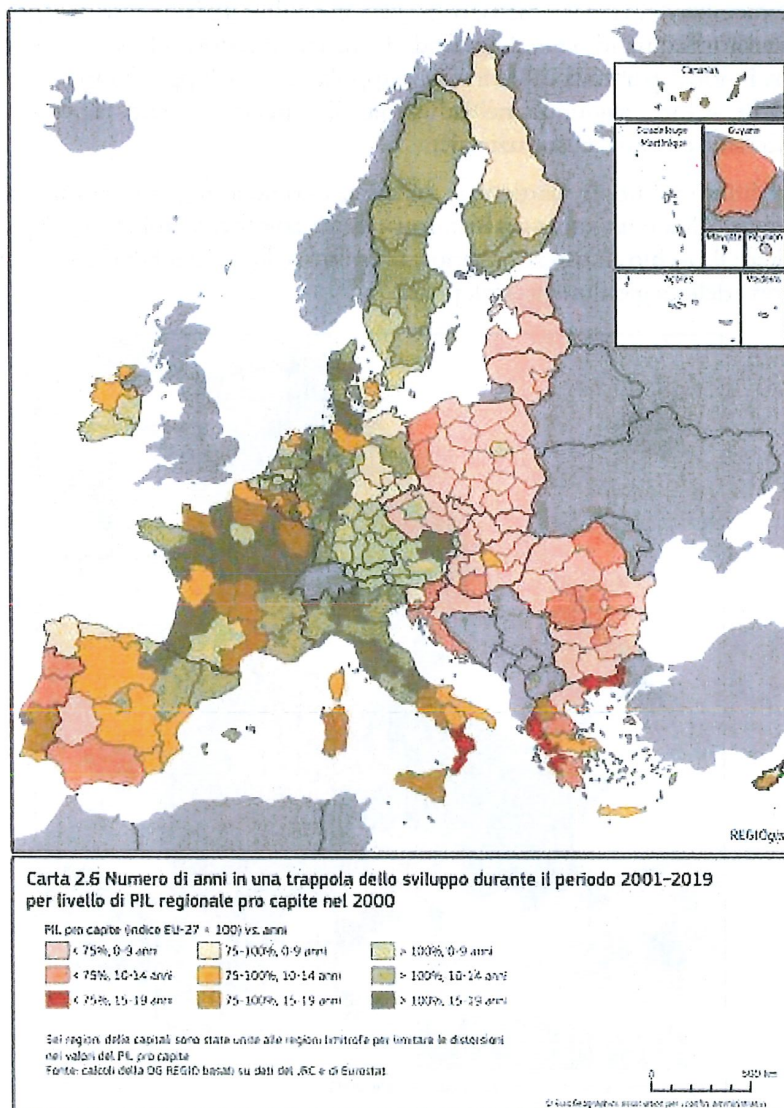 Canarias
Guadeloupe
Martinique
Guyane
Mayotte
Réunion
Açores
Madeira
REGIOgis
Carta 2.6 Numero di anni in una trappola dello sviluppo durante il periodo 2001-2019
per livello di PIL regionale pro capite nel 2000
PIL pro capite (indice EU-27 = 100) vs. anni
< 75%, 0-9 anni
75-100%, 0-9 anni
> 100%, 0-9 anni
< 75%, 10-14 anni
75-100%, 10-14 anni
> 100%, 10-14 anni
< 75%, 15-19 anni
75-100%, 15-19 anni
> 100%, 15-19 anni
Sei regioni delle capitali sono state unite alle regioni limitrofe per limitare le distorsioni
nei valori del PIL pro capite
Fonte: calcoli della DG REGIO basati su dati del JRC e di Eurostat
0 500 km
© EuroGeographics